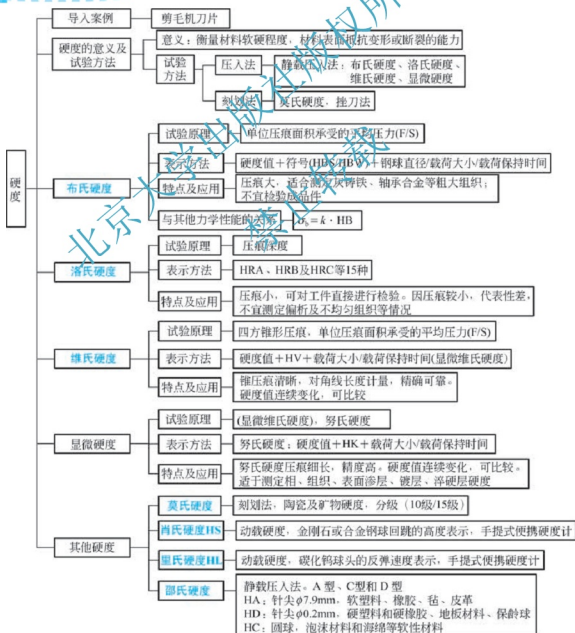 导入案例
剪毛机刀片
硬度的意义及
试验方法
意义：衡量材料软硬程度，材料表面抵抗变形或断裂的能力
试验
方法
压入法
静载压入法：布氏硬度、洛氏硬度、
维氏硬度、显微硬度
刻划法
莫氏硬度，挫刀法
硬度
布氏硬度
试验原理
单位压痕面积承受的平均压力(F/S)
表示方法
硬度值＋符号(HBS/HBW)＋钢球直径/载荷大小/载荷保持时间
特点及应用
压痕大，适合测定灰铸铁、轴承合金等粗大组织；
不宜检验成品件
与其他力学性能的关系
σb＝k·HB
洛氏硬度
试验原理
压痕深度
表示方法
HRA、HRB及HRC等15种
特点及应用
压痕小，可对工件直接进行检验。因压痕较小，代表性差，
不宜测定偏析及不均匀组织等情况
维氏硬度
试验原理
四方锥形压痕、单位压痕面积承受的平均压力(F/S)
表示方法
硬度值＋HV＋载荷大小/载荷保持时间(显微维氏硬度)
特点及应用
锥压痕清晰，对角线长度计量，精确可靠。
硬度值连续变化，可比较
显微硬度
试验原理
(显微维氏硬度)，努氏硬度
表示方法
努氏硬度：硬度值＋HK＋载荷大小/载荷保持时间
特点及应用
努氏硬度压痕细长，精度高。硬度值连续变化，可比较。
适于测定相、组织、表面渗层、镀层、淬硬层硬度
其他硬度
莫氏硬度
刻划法，陶瓷及矿物硬度，分级（10级/15级）
肖氏硬度HS
动载硬度，金刚石或合金钢球回跳的高度表示，手提式便携硬度计
里氏硬度HL
动载硬度，碳化钨球头的反弹速度表示，手提式便携硬度计
邵氏硬度
静载压入法。A型、C型和D型
HA：针尖φ7.9mm，软塑料、橡胶、毡、皮革
HD：针尖φ0.2mm，硬塑料和硬橡胶、地板材料、保龄球
HC：圆球，泡沫材料和海绵等软性材料
北京大学出版社版权所
禁止转载